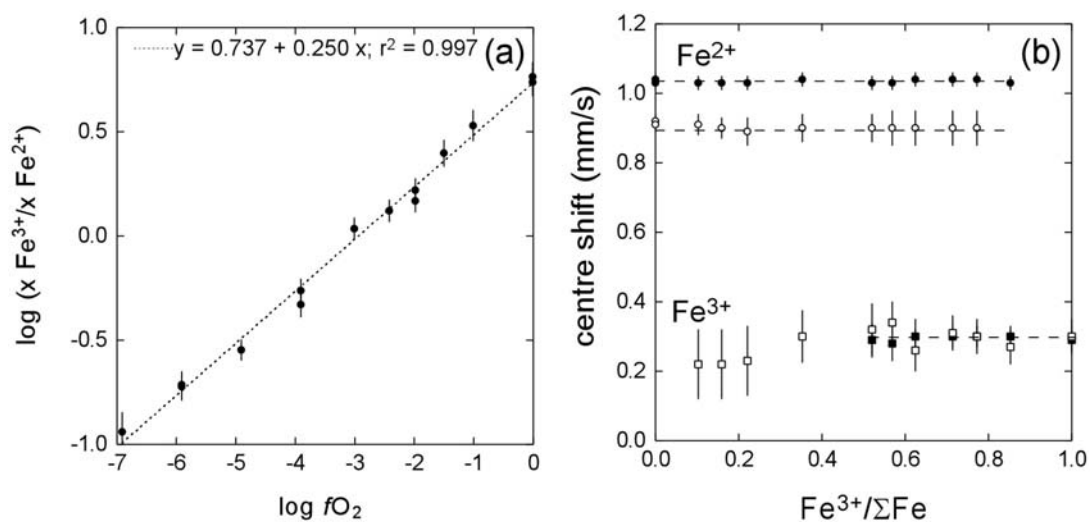 1.0
y = 0.737 + 0.250 x; r² = 0.997
(a)
0.5
0.0
-0.5
-1.0
log (x Fe³⁺/x Fe²⁺)
-7 -6 -5 -4 -3 -2 -1 0
log fO₂
1.2
Fe²⁺
(b)
1.0
0.8
0.6
0.4
Fe³⁺
0.2
0.0
centre shift (mm/s)
0.0 0.2 0.4 0.6 0.8 1.0
Fe³⁺/ΣFe